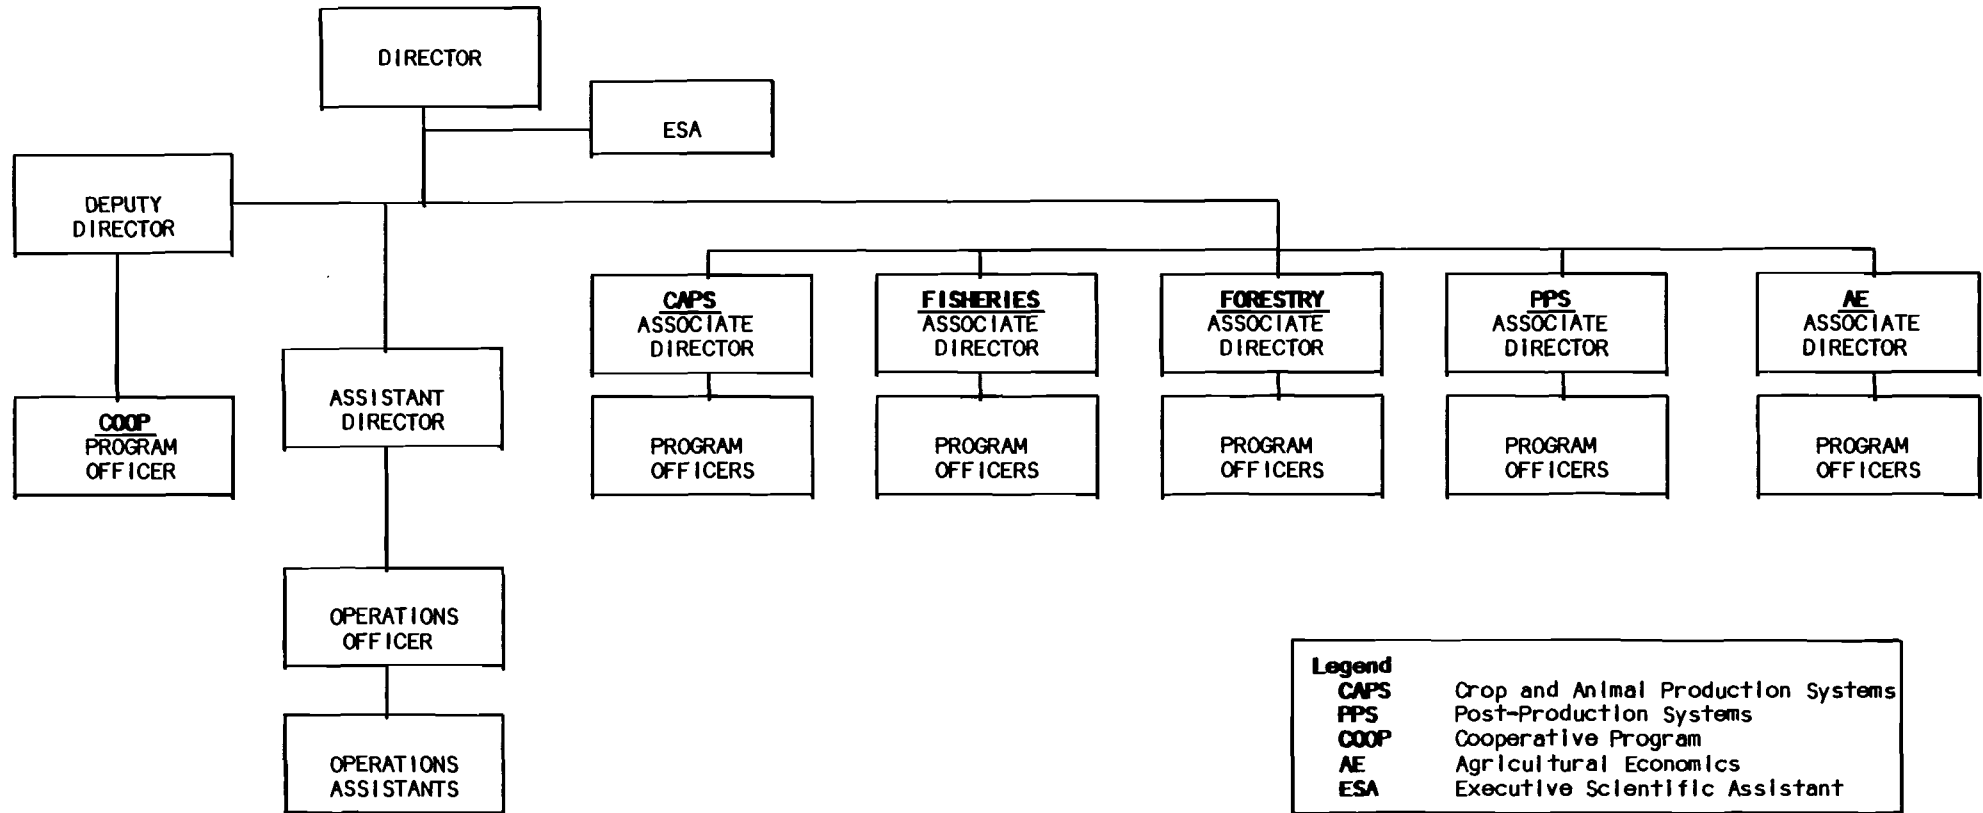 DIRECTOR
ESA
DEPUTY
DIRECTOR
CAPS
ASSOCIATE
DIRECTOR
FISHERIES
ASSOCIATE
DIRECTOR
FORESTRY
ASSOCIATE
DIRECTOR
PPS
ASSOCIATE
DIRECTOR
AE
ASSOCIATE
DIRECTOR
COOP
PROGRAM
OFFICER
ASSISTANT
DIRECTOR
PROGRAM
OFFICERS
PROGRAM
OFFICERS
PROGRAM
OFFICERS
PROGRAM
OFFICERS
PROGRAM
OFFICERS
OPERATIONS
OFFICER
OPERATIONS
ASSISTANTS
Legend
CAPS Crop and Animal Production Systems
PPS Post-Production Systems
COOP Cooperative Program
AE Agricultural Economics
ESA Executive Scientific Assistant